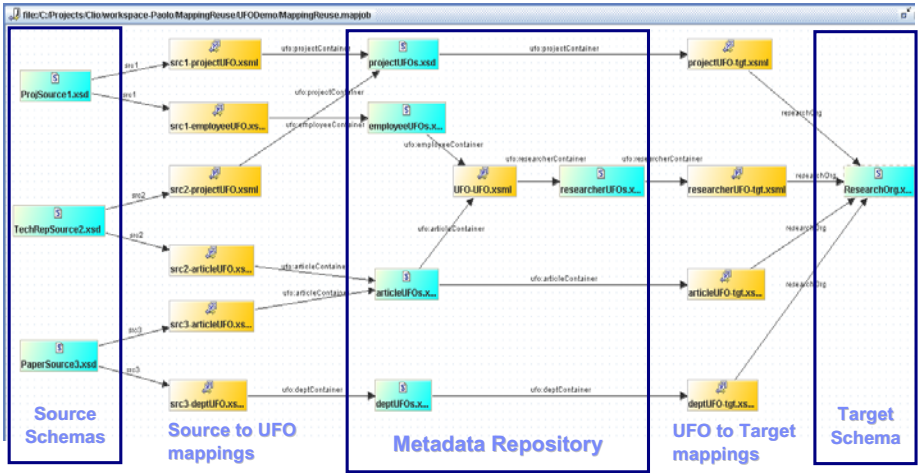 file:C:/Projects/Clio/workspace-Paolo/MappingReuse/UFODemo/MappingReuse.mapjob
ProjSource1.xsd
TechRepSource2.xsd
PaperSource3.xsd
Source
Schemas
src1
src1
src2
src2
src3
src3
src1-projectUFO.xsml
src1-employeeUFO.xs...
src2-projectUFO.xsml
src2-articleUFO.xs...
src3-articleUFO.xs...
src3-deptUFO.xs...
Source to UFO
mappings
ufo:projectContainer
ufo:projectContainer
ufo:employeeContainer
ufo:articleContainer
ufo:articleContainer
ufo:deptContainer
projectUFOs.xsd
employeeUFOs.x...
ufo:employeeContainer
UFO-UFO.xsml
ufo:researcherContainer
researcherUFOs.x...
ufo:articleContainer
articleUFOs.x...
deptUFOs.x...
Metadata Repository
ufo:projectContainer
ufo:researcherContainer
ufo:articleContainer
ufo:deptContainer
projectUFO-tgt.xsml
researcherUFO-tgt.xsml
articleUFO-tgt.xs...
deptUFO-tgt.xs...
UFO to Target
mappings
researchOrg
researchOrg
researchOrg
researchOrg
ResearchOrg.x...
Target
Schema